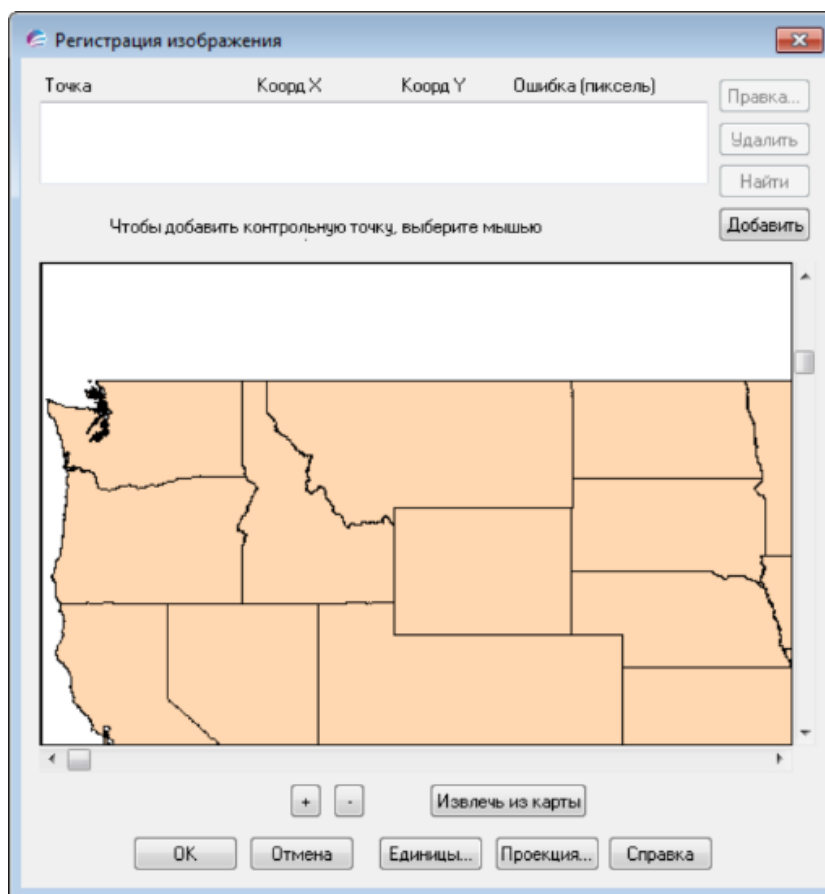 Регистрация изображения
Точка Коорд X Коорд Y Ошибка (пиксель)
Правка...
Удалить
Найти
Добавить
Чтобы добавить контрольную точку, выберите мышью
+ - Извлечь из карты
OK Отмена Единицы... Проекция... Справка